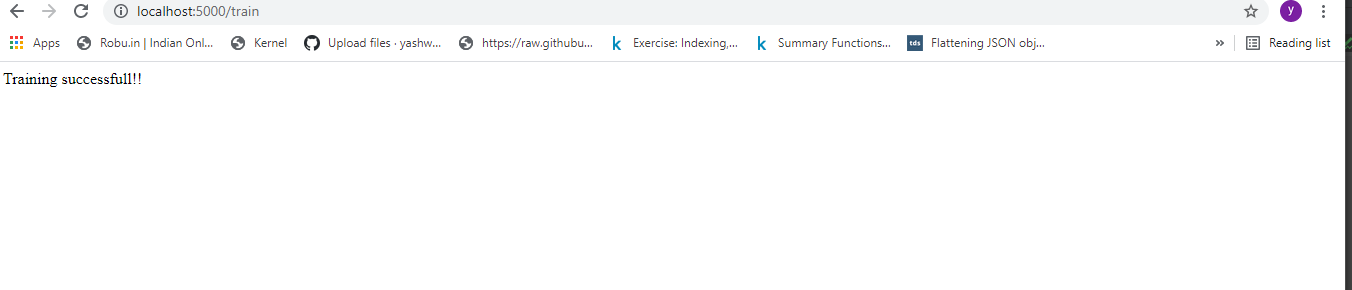 localhost:5000/train
y
Apps Robu.in | Indian Onl... Kernel Upload files · yashw... https://raw.githubu... k Exercise: Indexing,... k Summary Functions... tds Flattening JSON obj... » Reading list
Training successfull!!